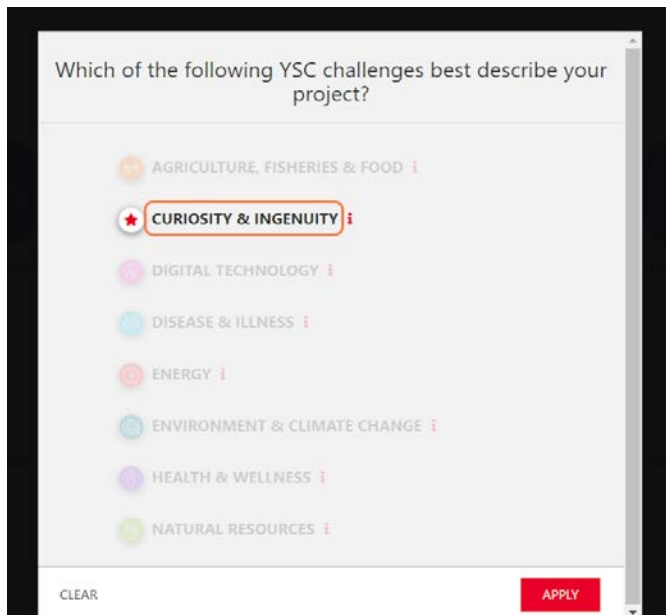 Which of the following YSC challenges best describe your
project?
AGRICULTURE, FISHERIES & FOOD i
CURIOSITY & INGENUITY i
DIGITAL TECHNOLOGY i
DISEASE & ILLNESS i
ENERGY i
ENVIRONMENT & CLIMATE CHANGE i
HEALTH & WELLNESS i
NATURAL RESOURCES i
CLEAR APPLY